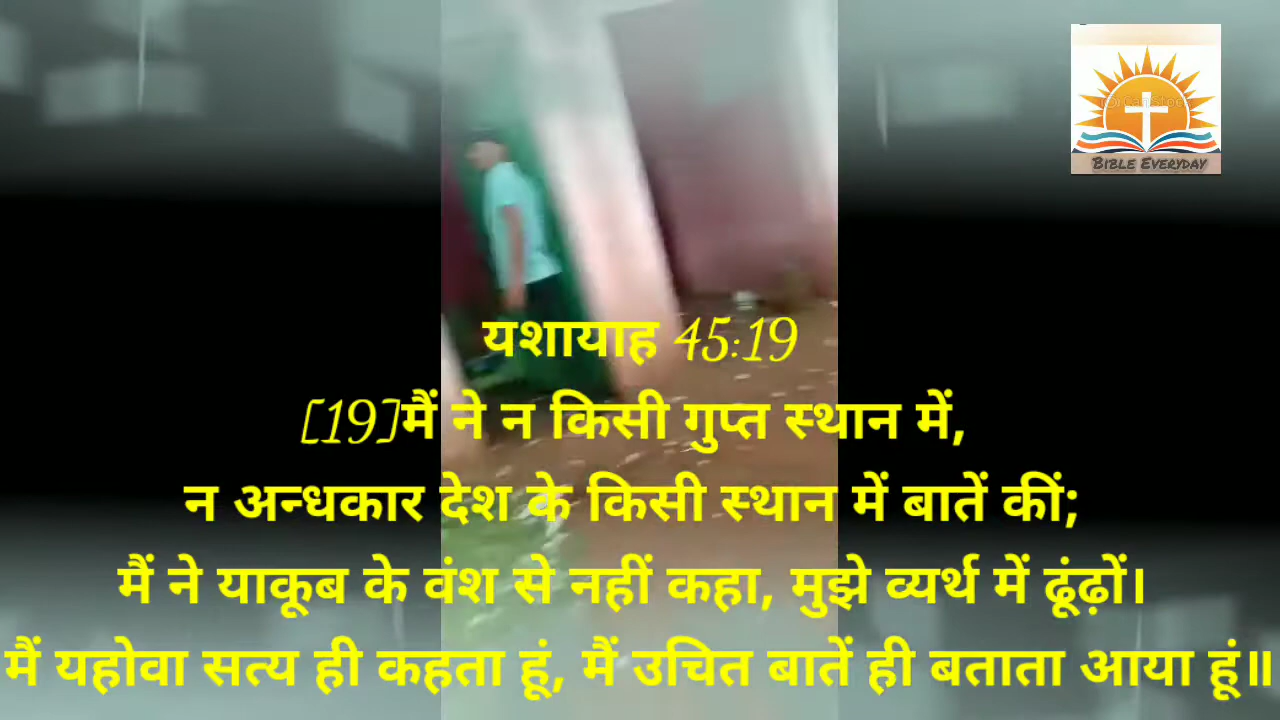 BIBLE EVERYDAY
यशायाह 45:19
[19]मैं ने न किसी गुप्त स्थान में,
न अन्धकार देश के किसी स्थान में बातें कीं;
मैं ने याकूब के वंश से नहीं कहा, मुझे व्यर्थ में ढूंढ़ों।
मैं यहोवा सत्य ही कहता हूं, मैं उचित बातें ही बताता आया हूं॥